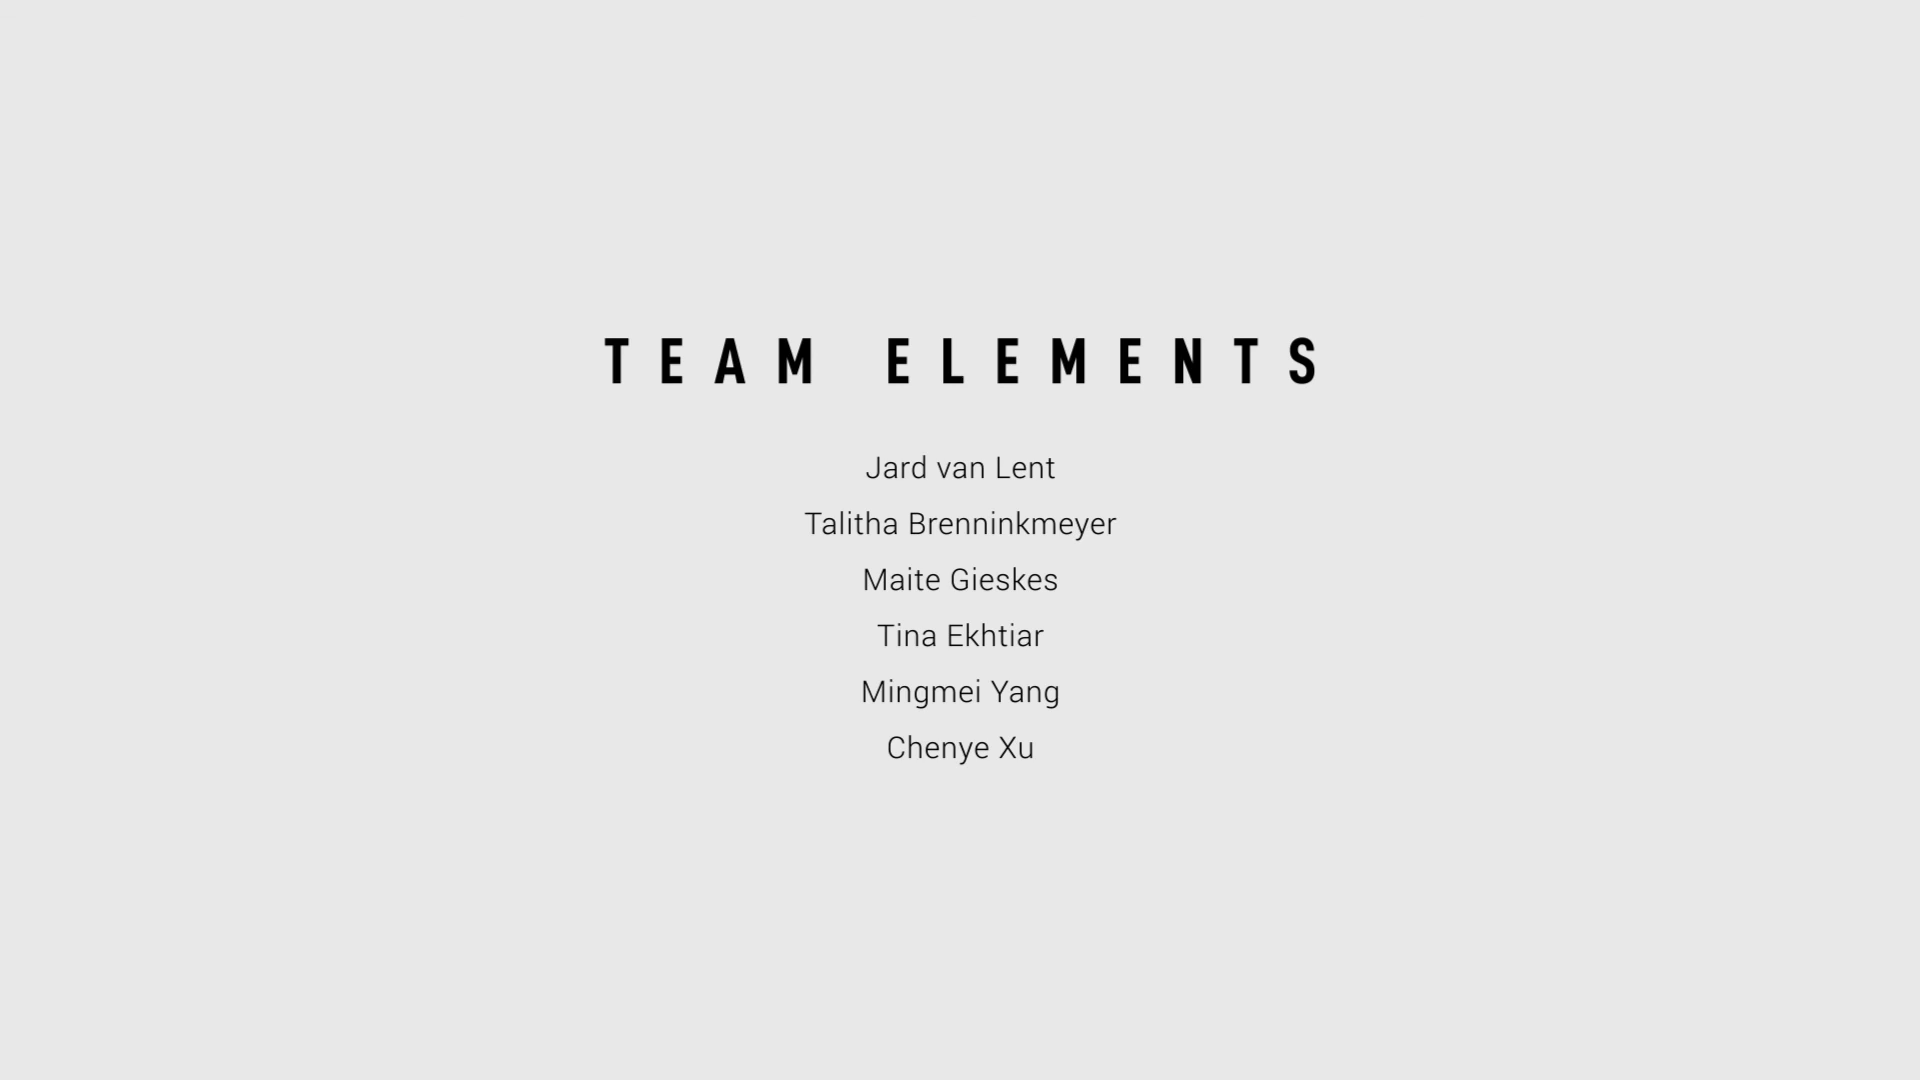 TEAM ELEMENTS
Jard van Lent
Talitha Brenninkmeyer
Maite Gieskes
Tina Ekhtiar
Mingmei Yang
Chenye Xu